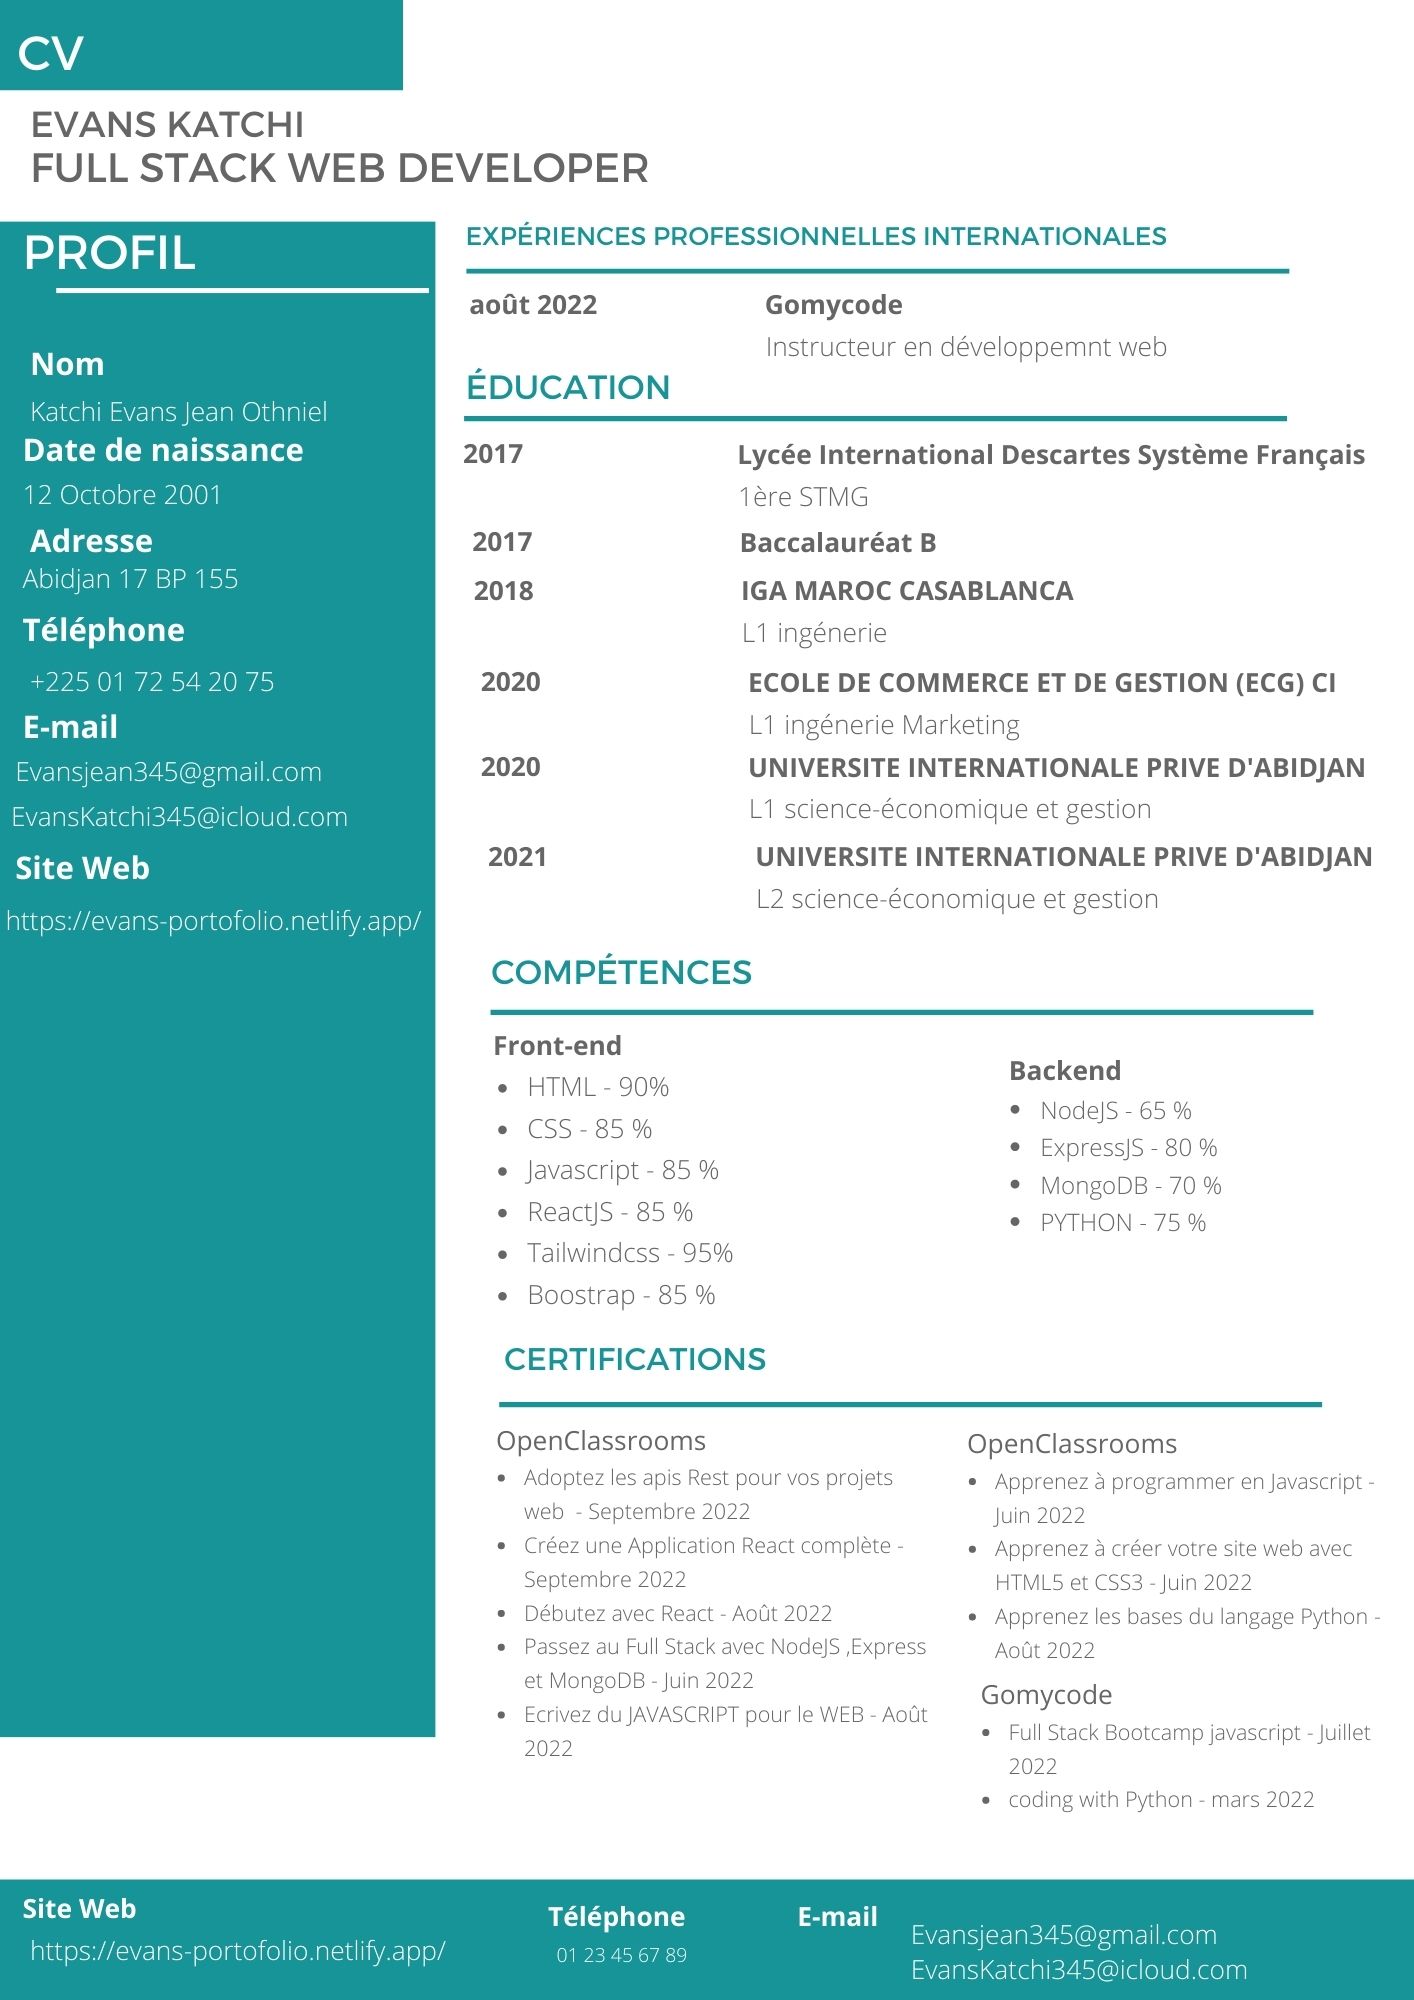 CV
EVANS KATCHI
FULL STACK WEB DEVELOPER
PROFIL
Nom
Katchi Evans Jean Othniel
Date de naissance
12 Octobre 2001
Adresse
Abidjan 17 BP 155
Téléphone
+225 01 72 54 20 75
E-mail
Evansjean345@gmail.com
EvansKatchi345@icloud.com
Site Web
https://evans-portofolio.netlify.app/
EXPÉRIENCES PROFESSIONNELLES INTERNATIONALES
août 2022 Gomycode
Instructeur en développemnt web
ÉDUCATION
2017 Lycée International Descartes Système Français
1ère STMG
2017 Baccalauréat B
2018 IGA MAROC CASABLANCA
L1 ingénerie
2020 ECOLE DE COMMERCE ET DE GESTION (ECG) CI
L1 ingénerie Marketing
2020 UNIVERSITE INTERNATIONALE PRIVE D'ABIDJAN
L1 science-économique et gestion
2021 UNIVERSITE INTERNATIONALE PRIVE D'ABIDJAN
L2 science-économique et gestion
COMPÉTENCES
Front-end
• HTML - 90%
• CSS - 85 %
• Javascript - 85 %
• ReactJS - 85 %
• Tailwindcss - 95%
• Boostrap - 85 %
Backend
• NodeJS - 65 %
• ExpressJS - 80 %
• MongoDB - 70 %
• PYTHON - 75 %
CERTIFICATIONS
OpenClassrooms
• Adoptez les apis Rest pour vos projets
web - Septembre 2022
• Créez une Application React complète -
Septembre 2022
• Débutez avec React - Août 2022
• Passez au Full Stack avec NodeJS ,Express
et MongoDB - Juin 2022
• Ecrivez du JAVASCRIPT pour le WEB - Août
2022
OpenClassrooms
• Apprenez à programmer en Javascript -
Juin 2022
• Apprenez à créer votre site web avec
HTML5 et CSS3 - Juin 2022
• Apprenez les bases du langage Python -
Août 2022
Gomycode
• Full Stack Bootcamp javascript - Juillet
2022
• coding with Python - mars 2022
Site Web
https://evans-portofolio.netlify.app/
Téléphone
01 23 45 67 89
E-mail
Evansjean345@gmail.com
EvansKatchi345@icloud.com